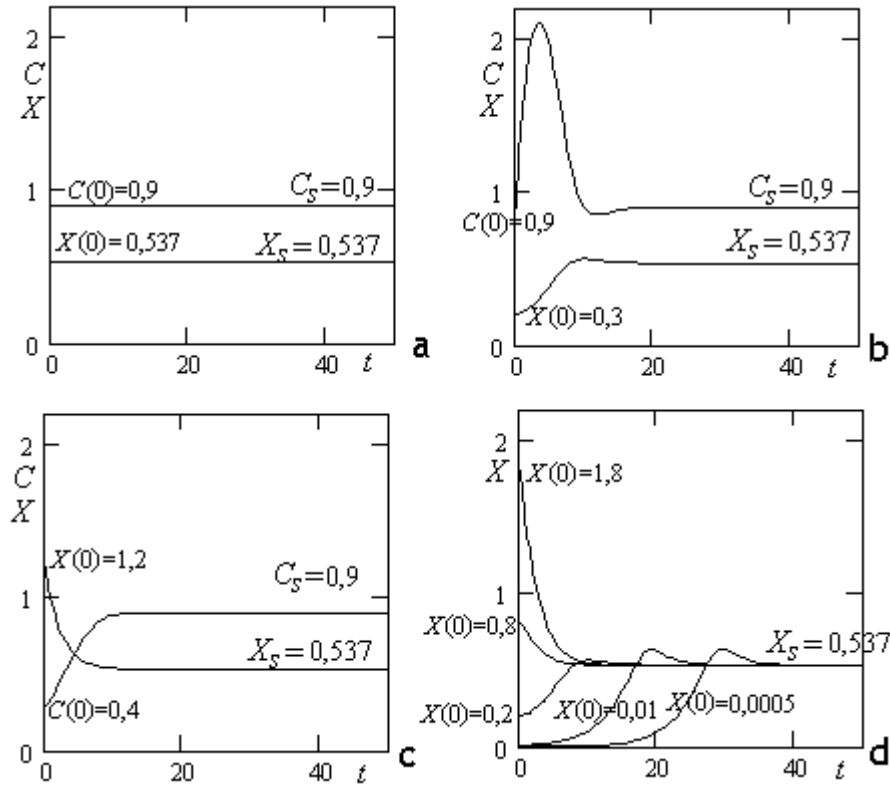 2
C
X
1
C(0)=0,9
C_s=0,9
X(0)=0,537
X_s=0,537
0
0
20
40
t
a
2
C
X
1
C(0)=0,9
C_s=0,9
X_s=0,537
X(0)=0,3
0
0
20
40
t
b
2
C
X
X(0)=1,2
1
C_s=0,9
X_s=0,537
C(0)=0,4
0
0
20
40
t
c
2
X
X(0)=1,8
1
X(0)=0,8
X_s=0,537
X(0)=0,2
X(0)=0,01
X(0)=0,0005
0
0
20
40
t
d